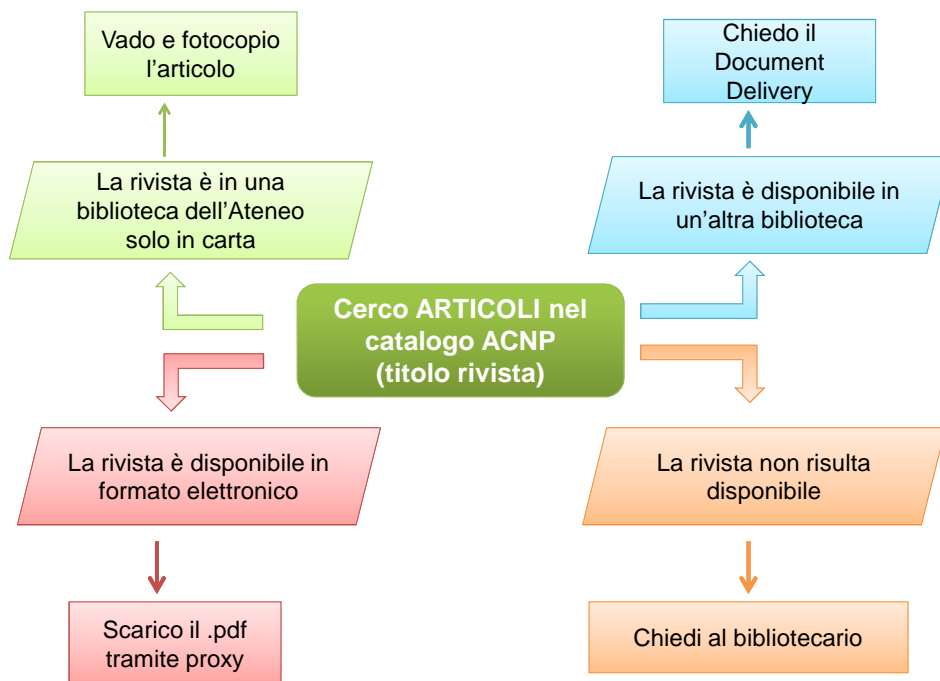 Vado e fotocopio
l'articolo
Chiedo il
Document
Delivery
La rivista è in una
biblioteca dell'Ateneo
solo in carta
La rivista è disponibile in
un'altra biblioteca
Cerco ARTICOLI nel
catalogo ACNP
(titolo rivista)
La rivista è disponibile in
formato elettronico
La rivista non risulta
disponibile
Scarico il .pdf
tramite proxy
Chiedi al bibliotecario